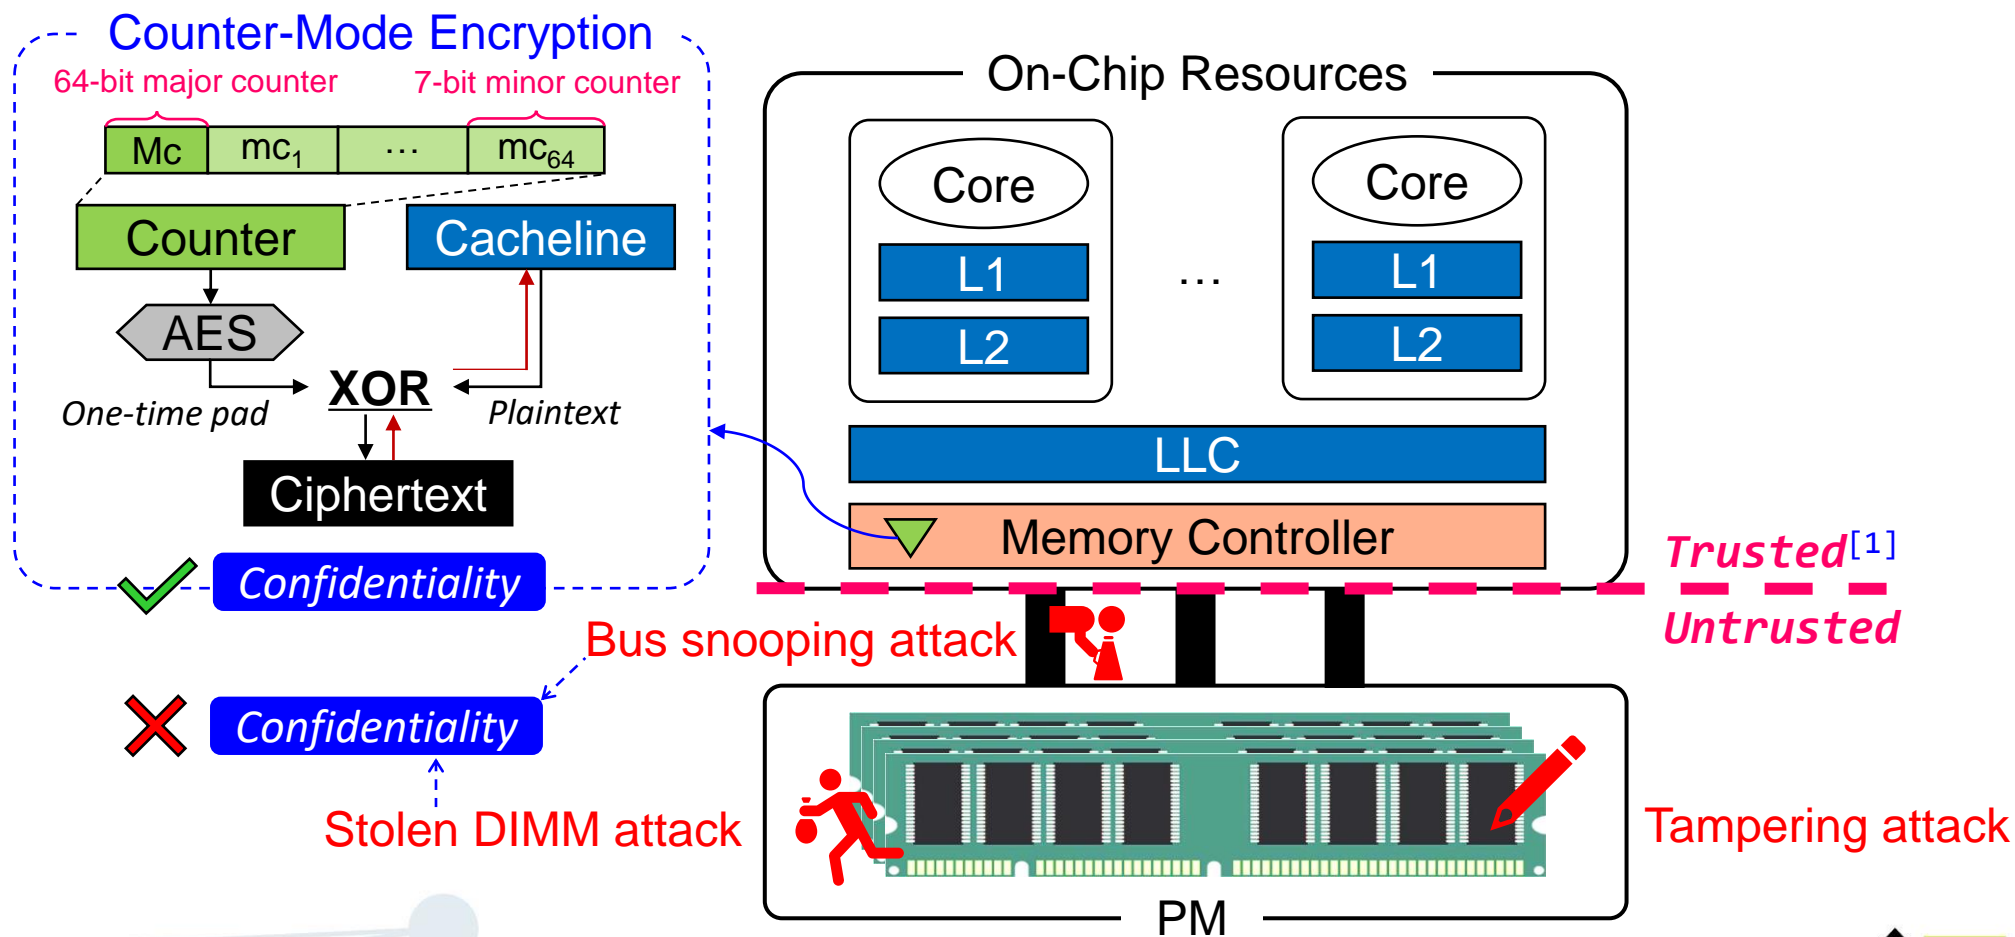 Counter-Mode Encryption
64-bit major counter
7-bit minor counter
Mc
mc1
...
mc64
Counter
Cacheline
AES
XOR
One-time pad
Plaintext
Ciphertext
Confidentiality
On-Chip Resources
Core
L1
L2
...
Core
L1
L2
LLC
Memory Controller
Trusted[1]
Untrusted
Bus snooping attack
Confidentiality
Stolen DIMM attack
Tampering attack
PM